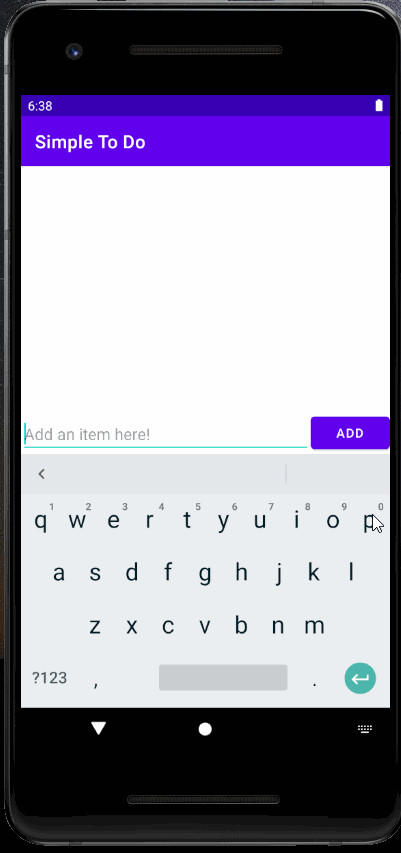 6:38
Simple To Do
Add an item here!
ADD
1 2 3 4 5 6 7 8 9 0
q w e r t y u i o p
a s d f g h j k l
z x c v b n m
?123 , .